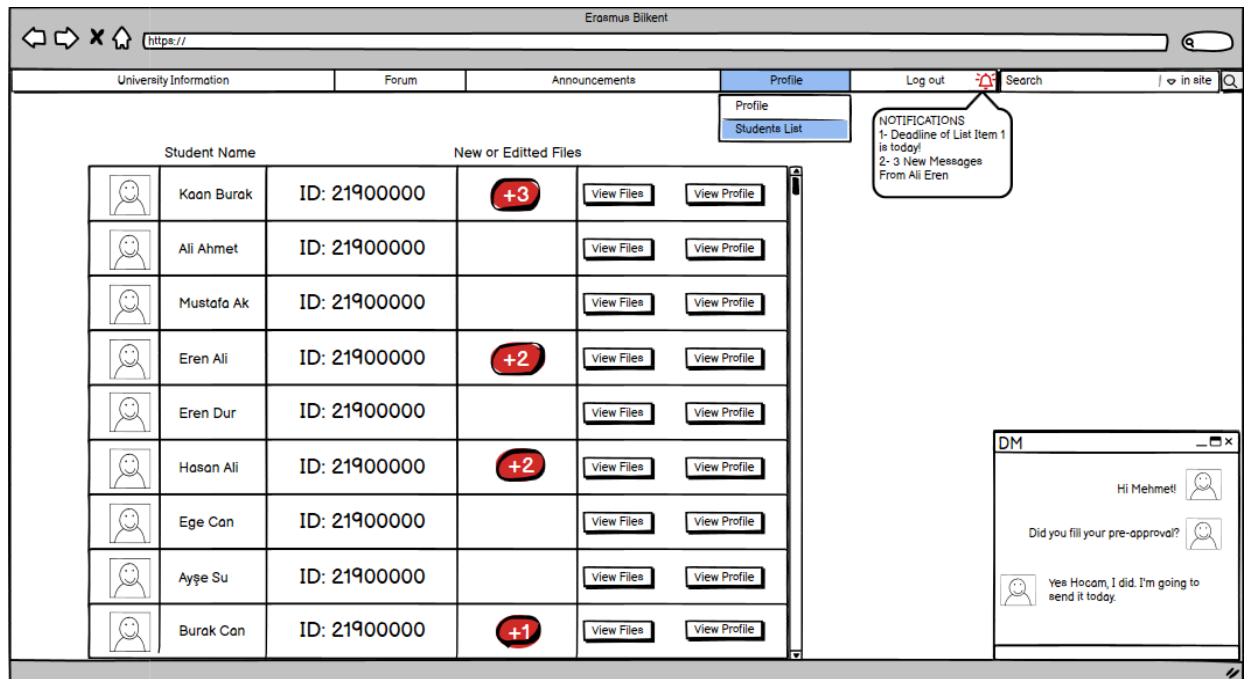 Erasmus Bilkent
https://
University Information Forum Announcements Profile Log out Search in site
Profile
Students List
NOTIFICATIONS
1- Deadline of List Item 1
is today!
2- 3 New Messages
From Ali Eren
Student Name New or Editted Files
Kaan Burak ID: 21900000 +3 View Files View Profile
Ali Ahmet ID: 21900000 View Files View Profile
Mustafa Ak ID: 21900000 View Files View Profile
Eren Ali ID: 21900000 +2 View Files View Profile
Eren Dur ID: 21900000 View Files View Profile
Hasan Ali ID: 21900000 +2 View Files View Profile
Ege Can ID: 21900000 View Files View Profile
Ayşe Su ID: 21900000 View Files View Profile
Burak Can ID: 21900000 +1 View Files View Profile
DM
Hi Mehmet!
Did you fill your pre-approval?
Yes Hocam, I did. I'm going to
send it today.